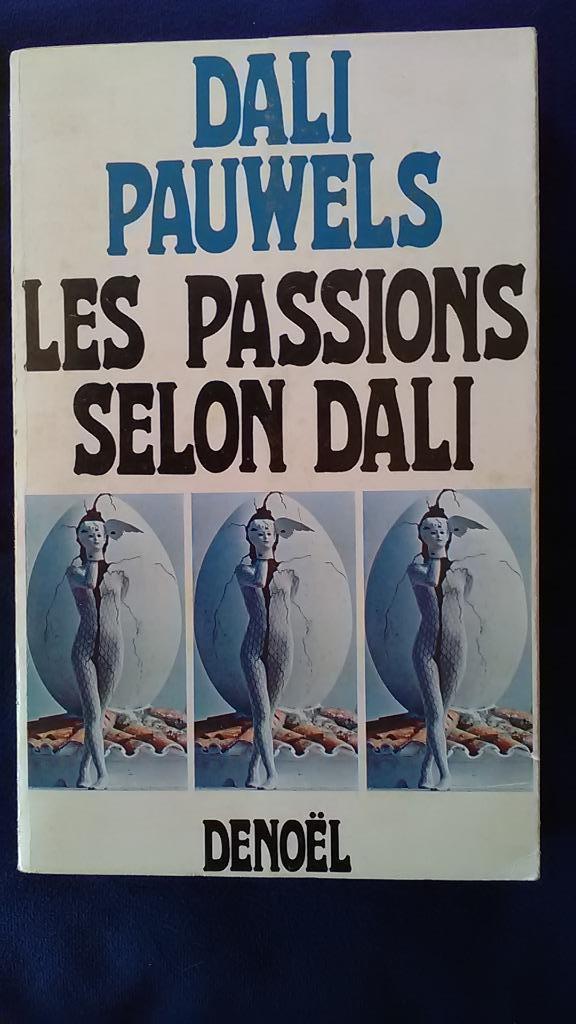 DALI
PAUWELS
LES PASSIONS
SELON DALI
DENOËL